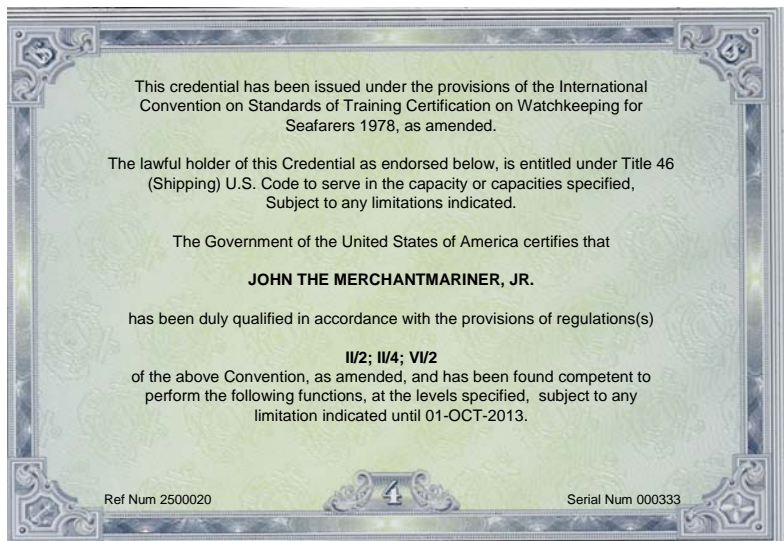 This credential has been issued under the provisions of the International
Convention on Standards of Training Certification on Watchkeeping for
Seafarers 1978, as amended.
The lawful holder of this Credential as endorsed below, is entitled under Title 46
(Shipping) U.S. Code to serve in the capacity or capacities specified,
Subject to any limitations indicated.
The Government of the United States of America certifies that
JOHN THE MERCHANTMARINER, JR.
has been duly qualified in accordance with the provisions of regulations(s)
II/2; II/4; VI/2
of the above Convention, as amended, and has been found competent to
perform the following functions, at the levels specified, subject to any
limitation indicated until 01-OCT-2013.
Ref Num 2500020
4
Serial Num 000333